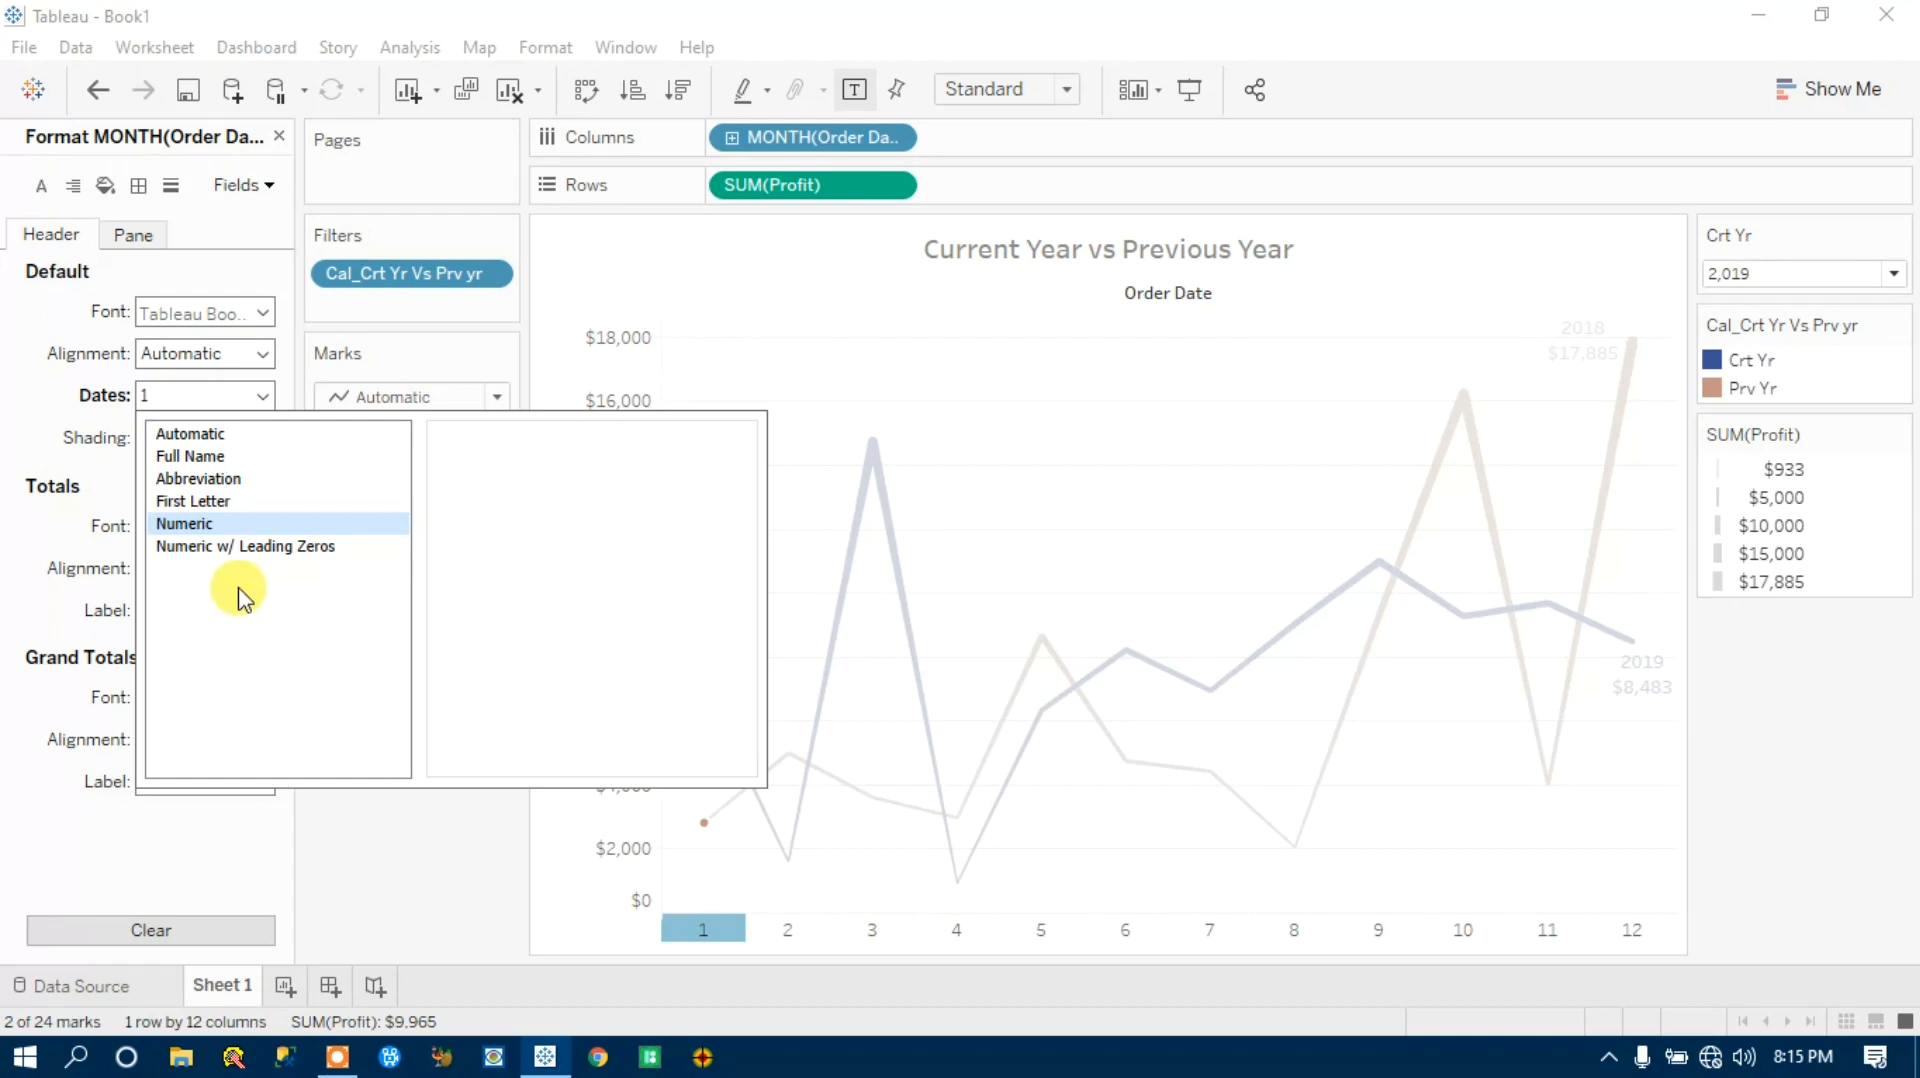 Tableau - Book1
File Data Worksheet Dashboard Story Analysis Map Format Window Help
Standard
Show Me
Format MONTH(Order Da...
Fields
Header Pane
Default
Font: Tableau Boo..
Alignment: Automatic
Dates: 1
Shading:
Automatic
Full Name
Abbreviation
First Letter
Numeric
Numeric w/ Leading Zeros
Totals
Font:
Alignment:
Label:
Grand Totals
Font:
Alignment:
Label:
Clear
Pages
Filters
Cal_Crt Yr Vs Prv yr
Marks
Automatic
Columns
MONTH(Order Da..
Rows
SUM(Profit)
Current Year vs Previous Year
Order Date
$18,000
$16,000
$2,000
$0
2018
$17,885
2019
$8,483
1 2 3 4 5 6 7 8 9 10 11 12
Crt Yr
2,019
Cal_Crt Yr Vs Prv yr
Crt Yr
Prv Yr
SUM(Profit)
$933
$5,000
$10,000
$15,000
$17,885
Data Source Sheet 1
2 of 24 marks 1 row by 12 columns SUM(Profit): $9,965
8:15 PM